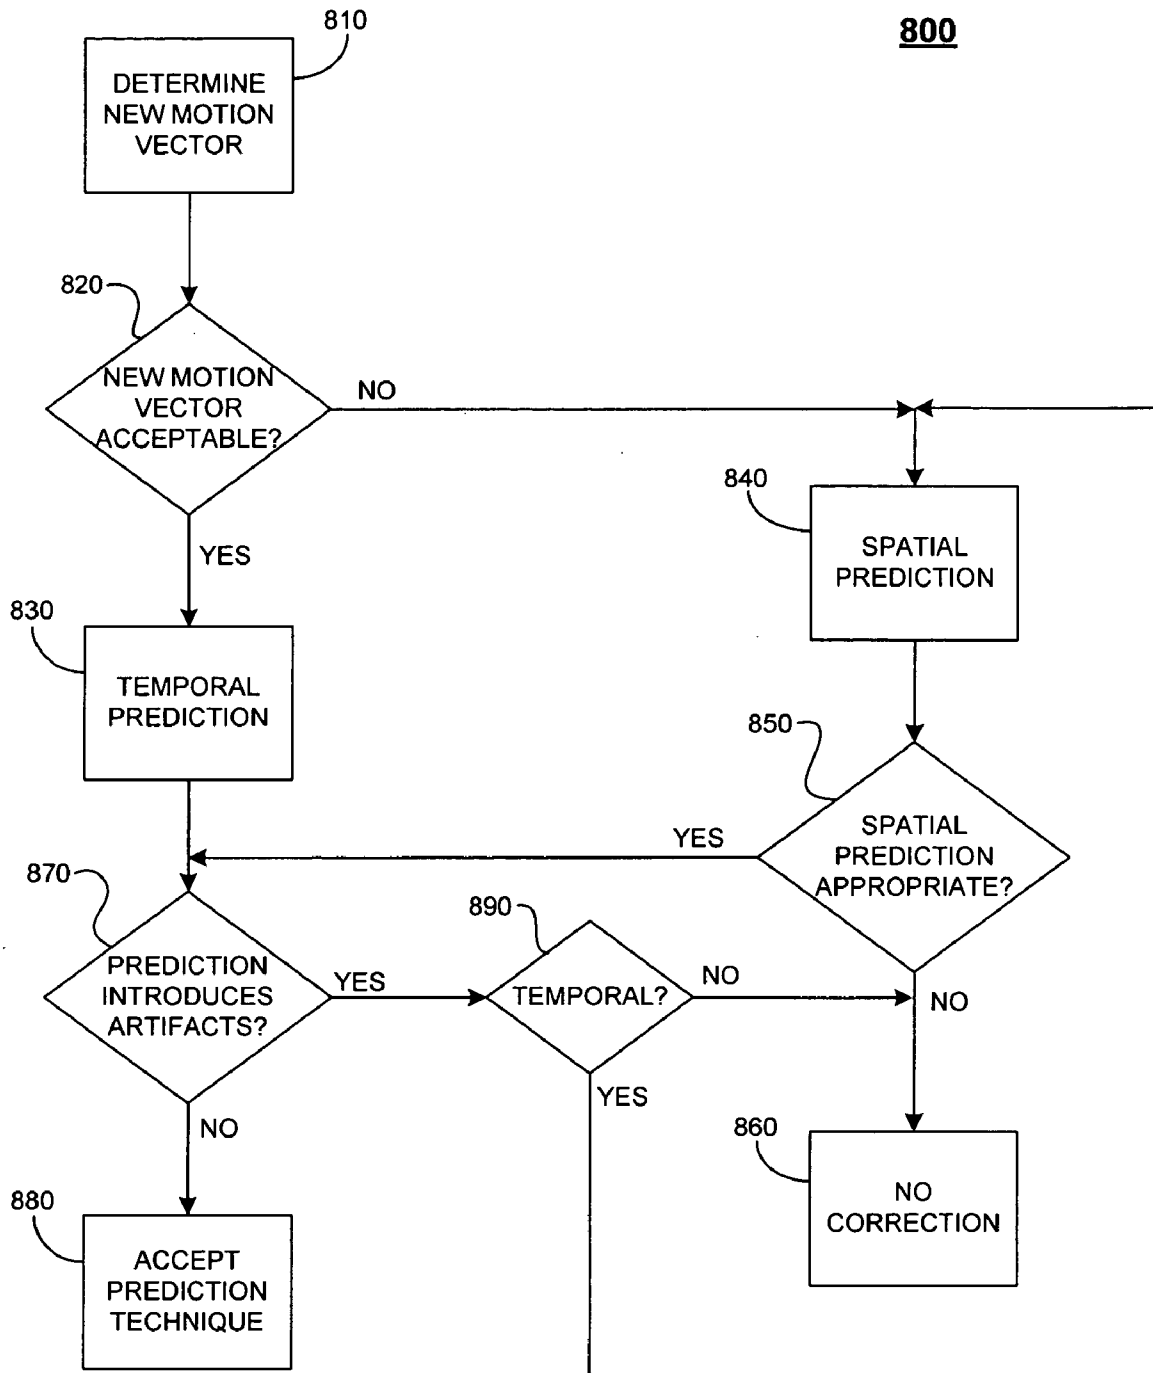 810
800
DETERMINE
NEW MOTION
VECTOR
820
NEW MOTION
VECTOR
ACCEPTABLE?
NO
YES
840
SPATIAL
PREDICTION
830
TEMPORAL
PREDICTION
850
SPATIAL
PREDICTION
APPROPRIATE?
YES
NO
870
PREDICTION
INTRODUCES
ARTIFACTS?
YES
NO
890
TEMPORAL?
NO
YES
860
NO
CORRECTION
880
ACCEPT
PREDICTION
TECHNIQUE